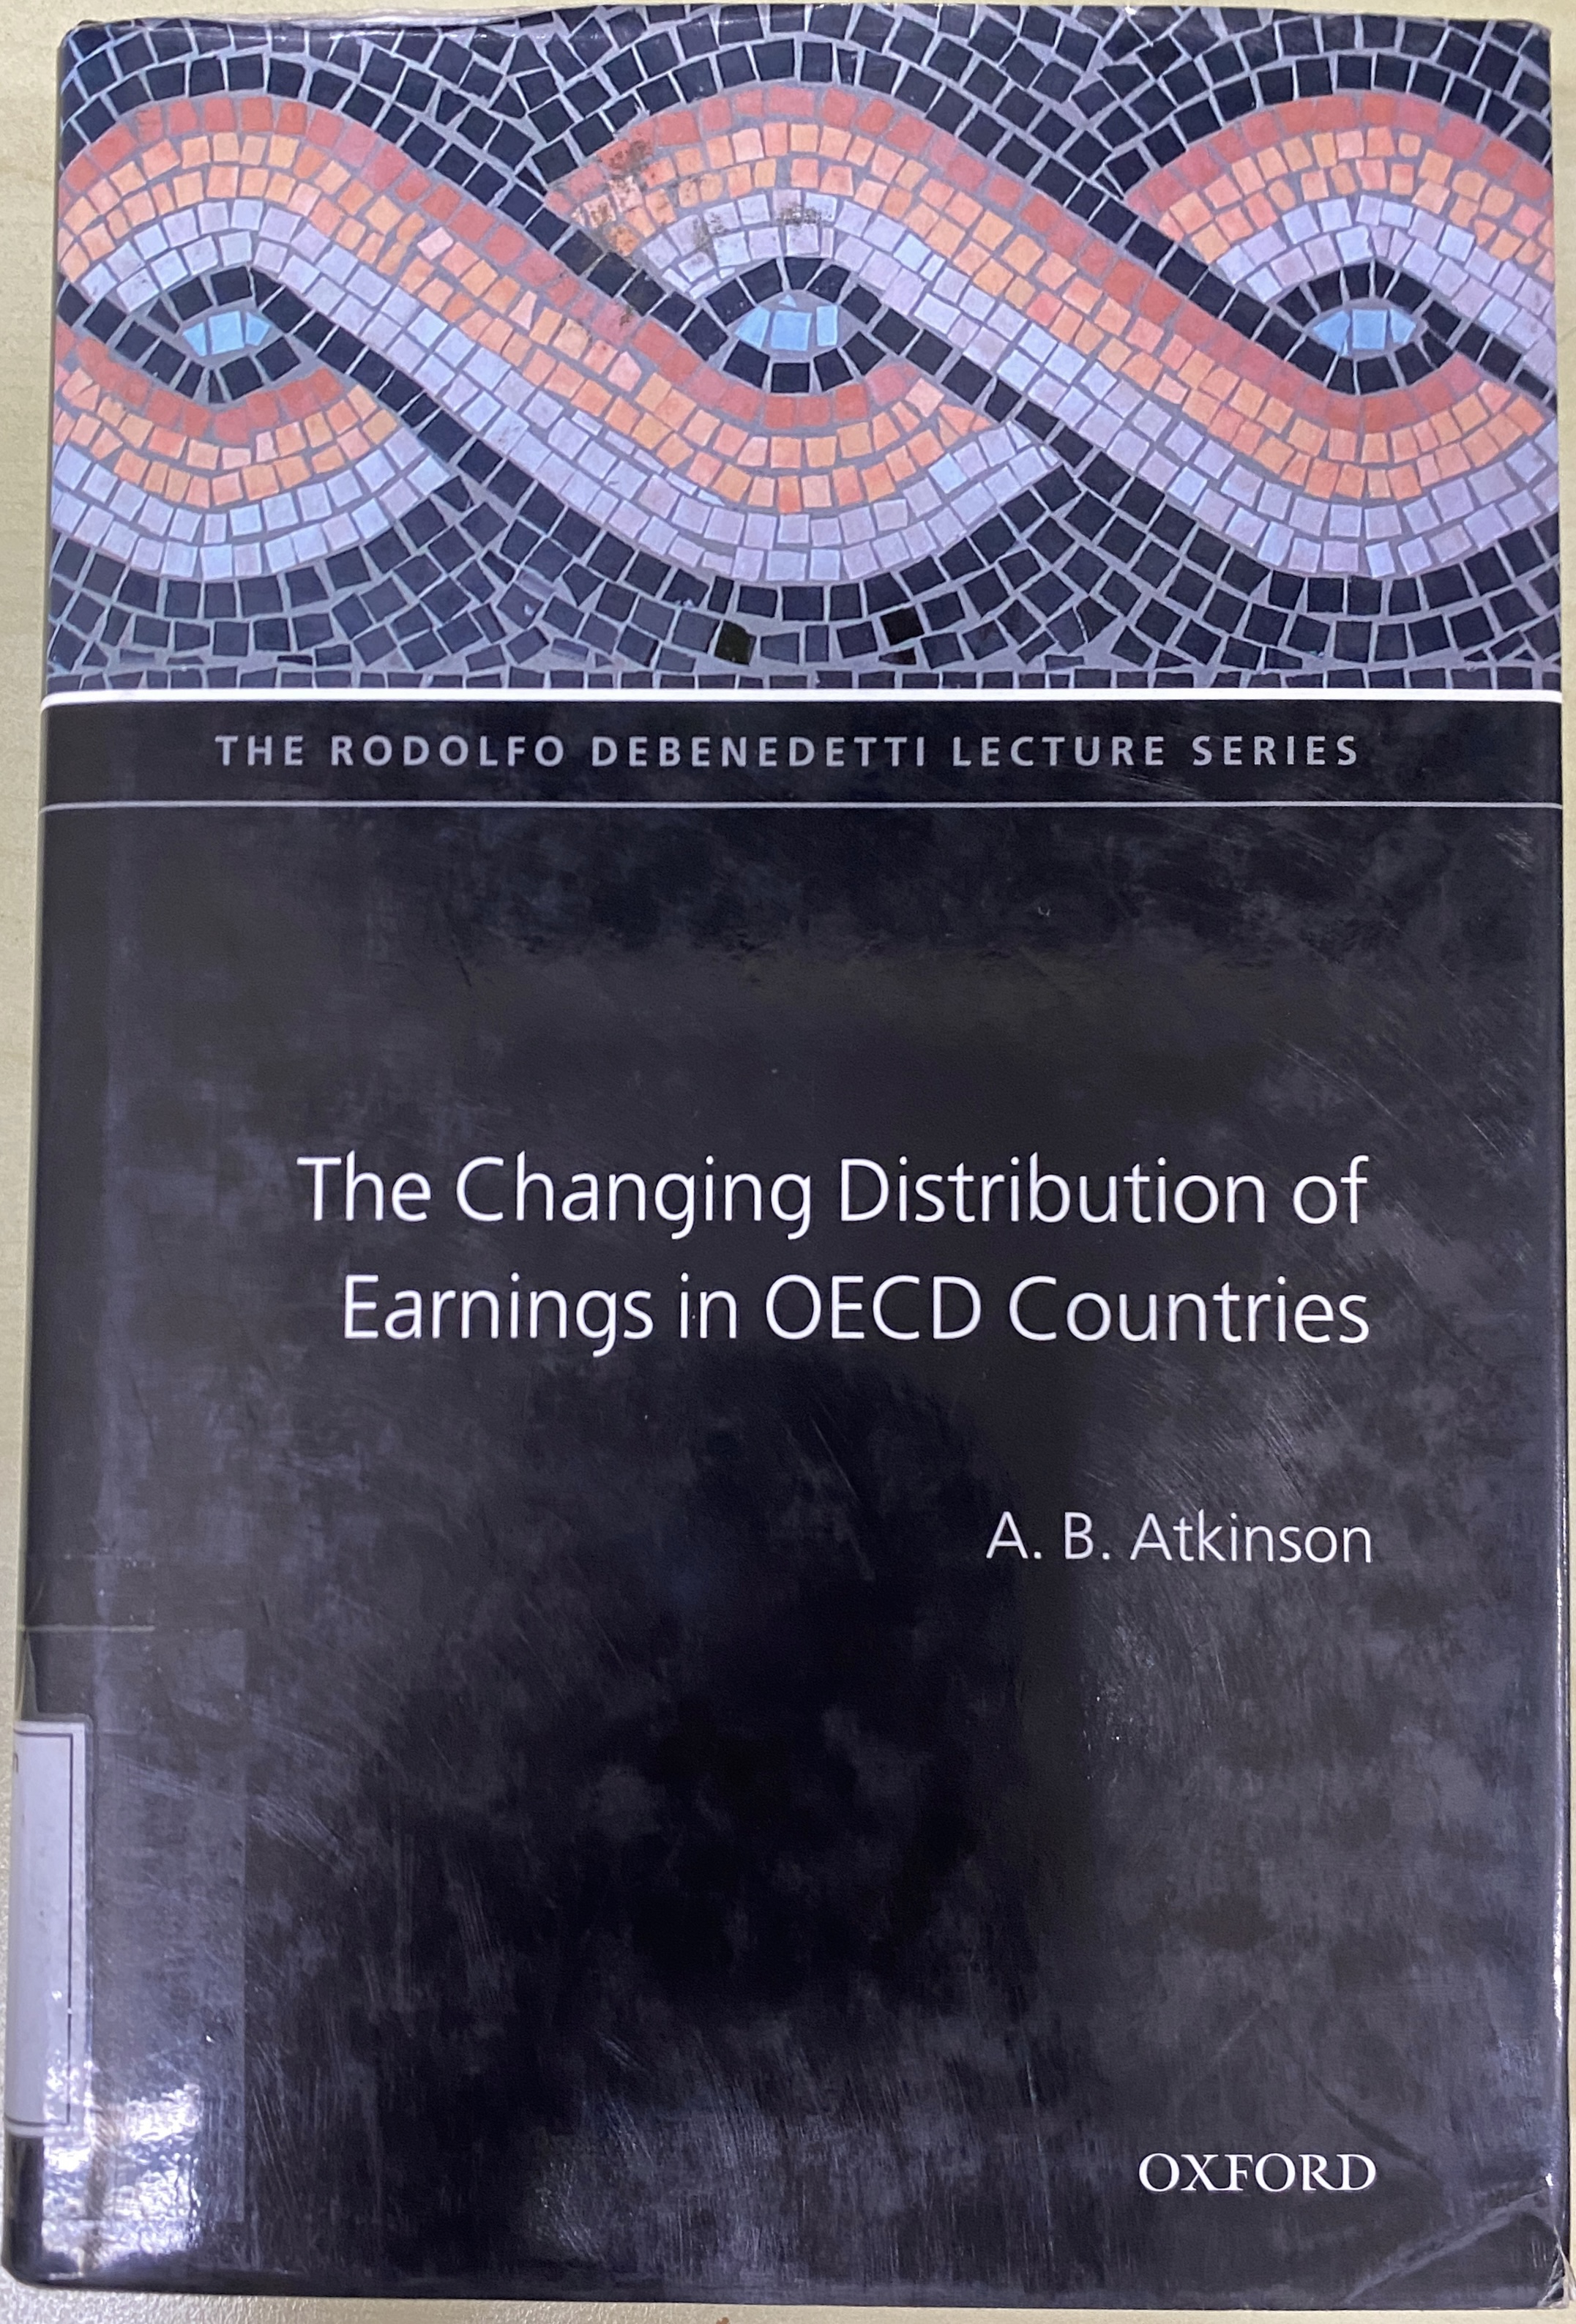 THE RODOLFO DEBENEDETTI LECTURE SERIES
The Changing Distribution of
Earnings in OECD Countries
A. B. Atkinson
OXFORD